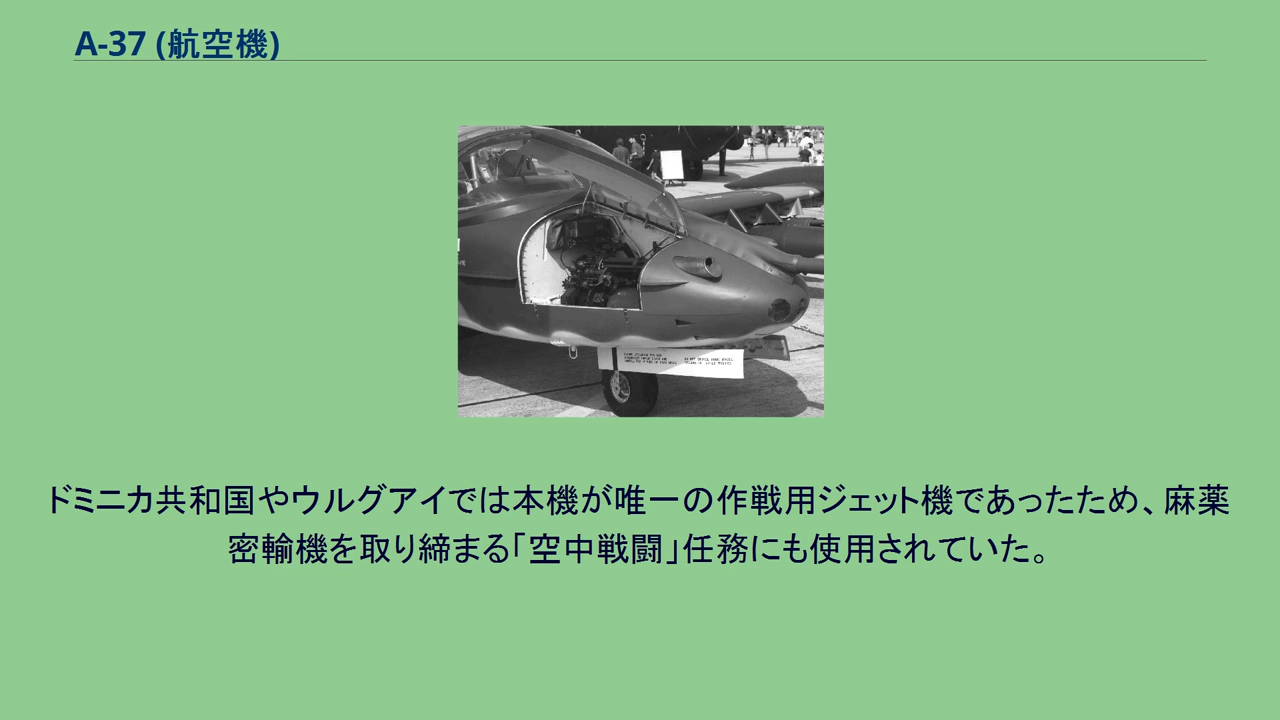 A-37 (航空機)
ドミニカ共和国やウルグアイでは本機が唯一の作戦用ジェット機であったため、麻薬
密輸機を取り締まる「空中戦闘」任務にも使用されていた。